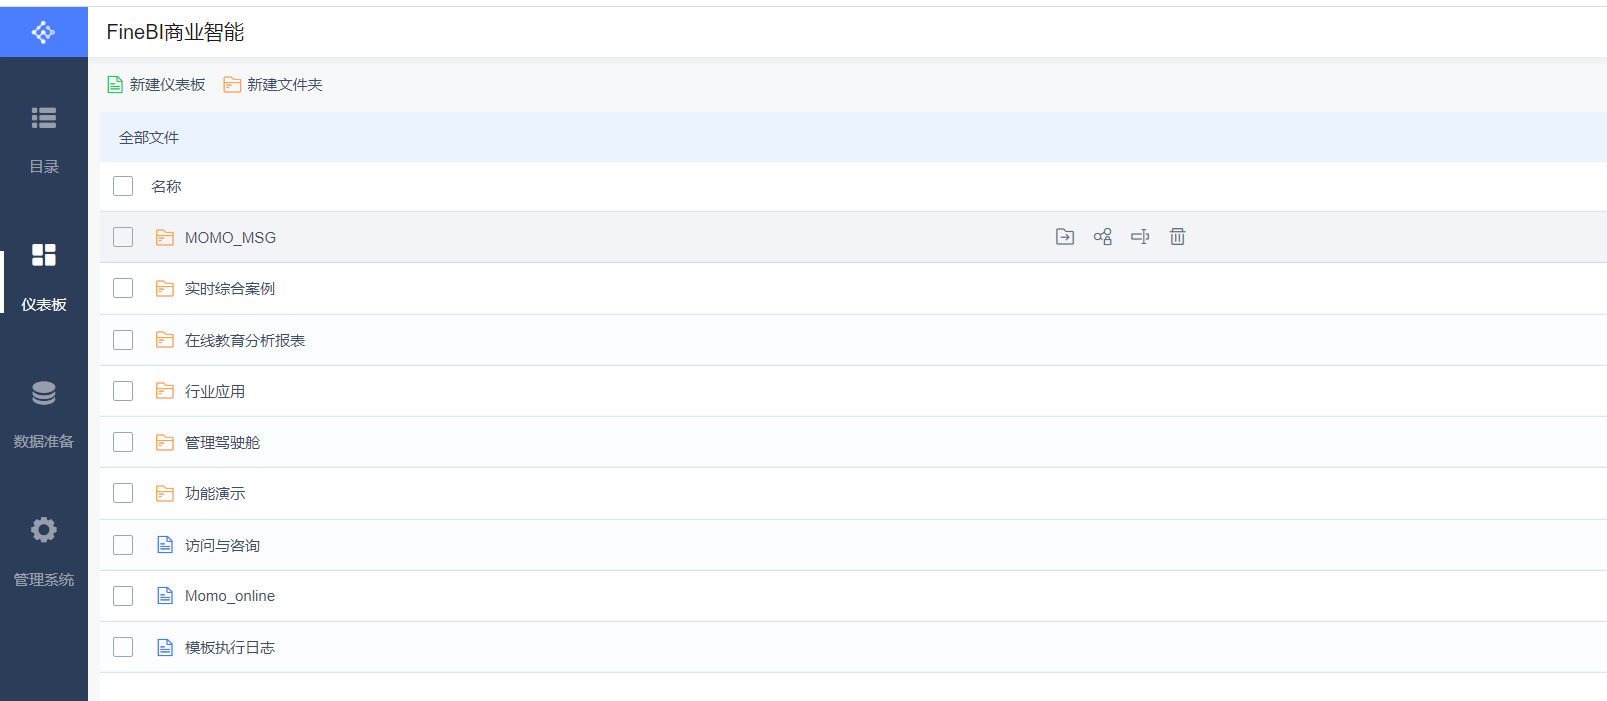 FineBI商业智能
新建仪表板 新建文件夹
全部文件
目录
名称
MOMO_MSG
实时综合案例
仪表板
在线教育分析报表
行业应用
数据准备
管理驾驶舱
功能演示
访问与咨询
管理系统
Momo_online
模板执行日志